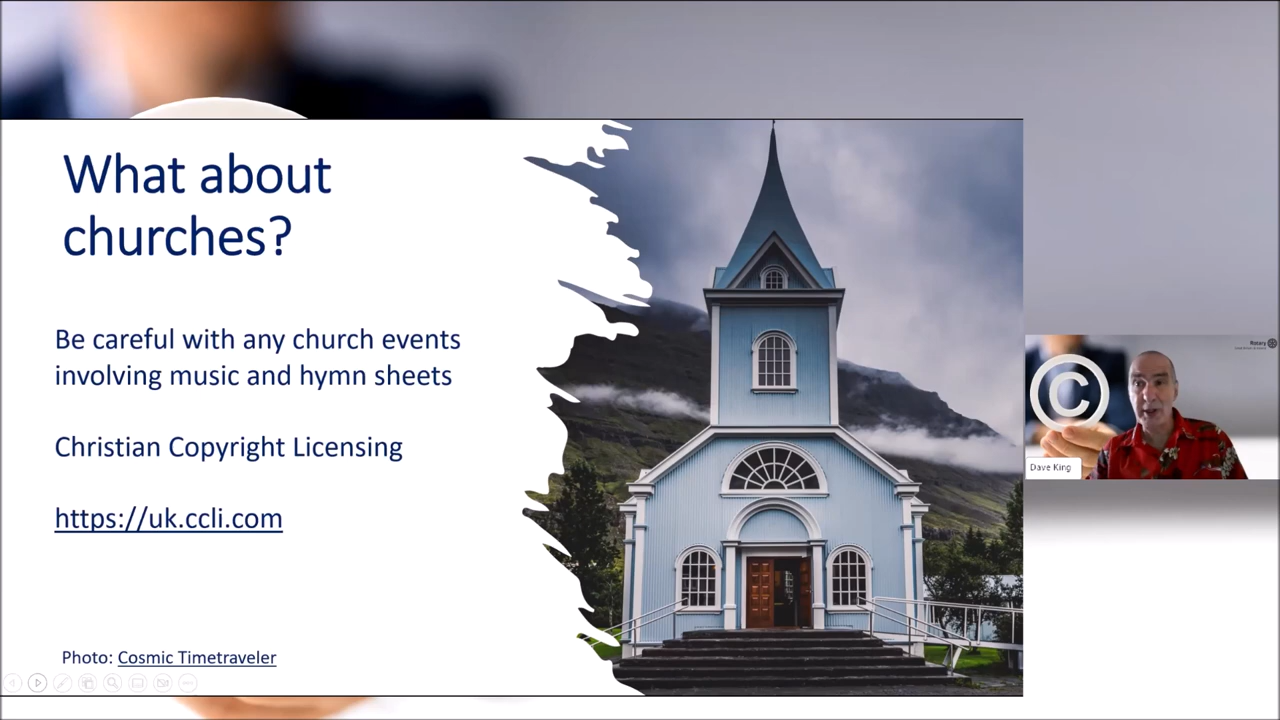 What about
churches?
Be careful with any church events
involving music and hymn sheets
Christian Copyright Licensing
https://uk.ccli.com
Photo: Cosmic Timetraveler
Rotary
©
Dave King